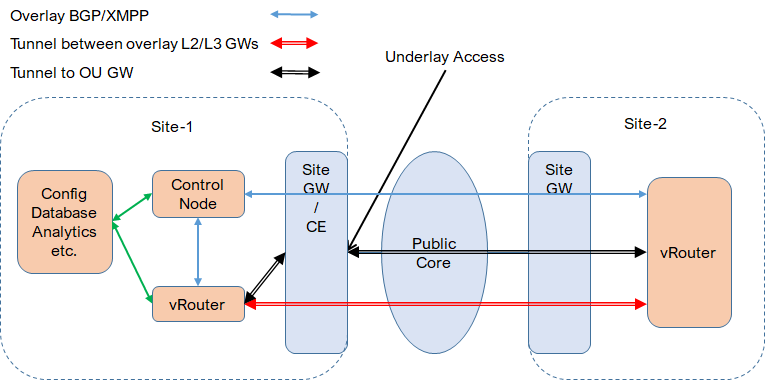 Overlay BGP/XMPP
Tunnel between overlay L2/L3 GWs
Tunnel to OU GW
Underlay Access
Site-1
Site-2
Config
Database
Analytics
etc.
Control
Node
vRouter
Site
GW
/
CE
Public
Core
Site
GW
vRouter